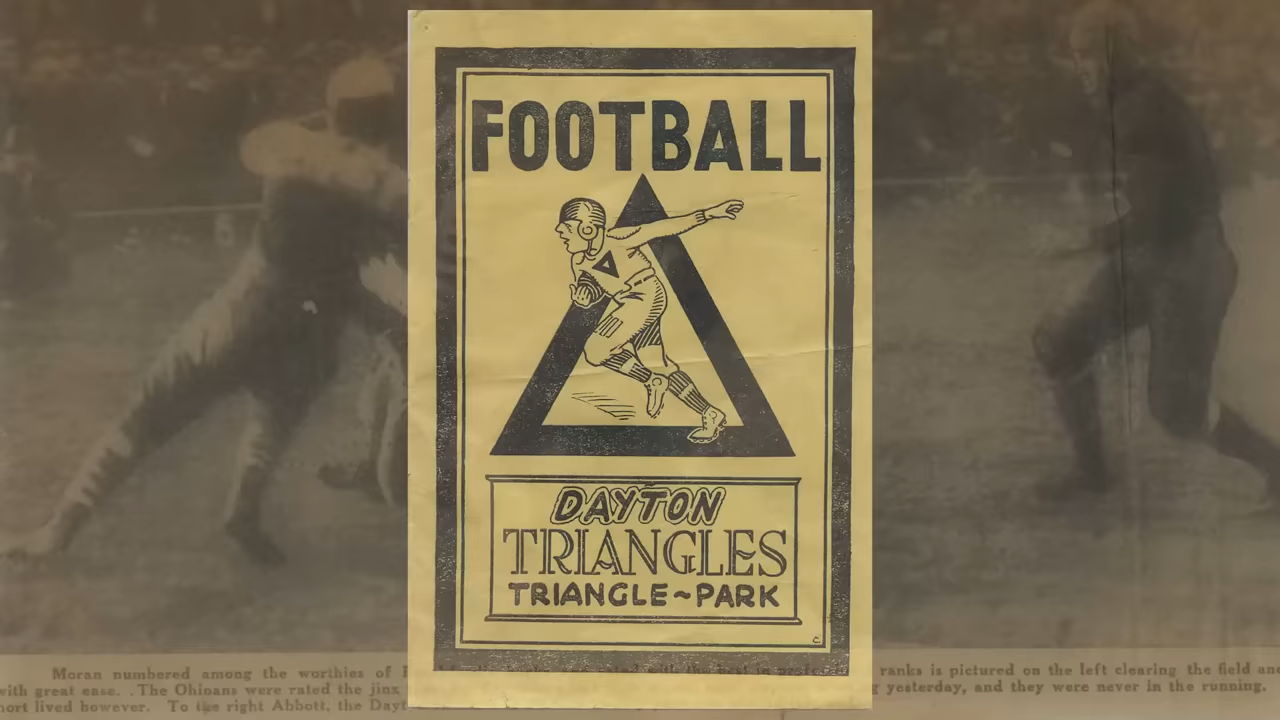 FOOTBALL
DAYTON
TRIANGLES
TRIANGLE~PARK
C
Moran numbered among the worthies of
ranks is pictured on the left clearing the field and
with great ease. . The Ohioans were rated the jinx
yesterday, and they were never in the running.
hort lived however. To the right Abbott, the Dayt